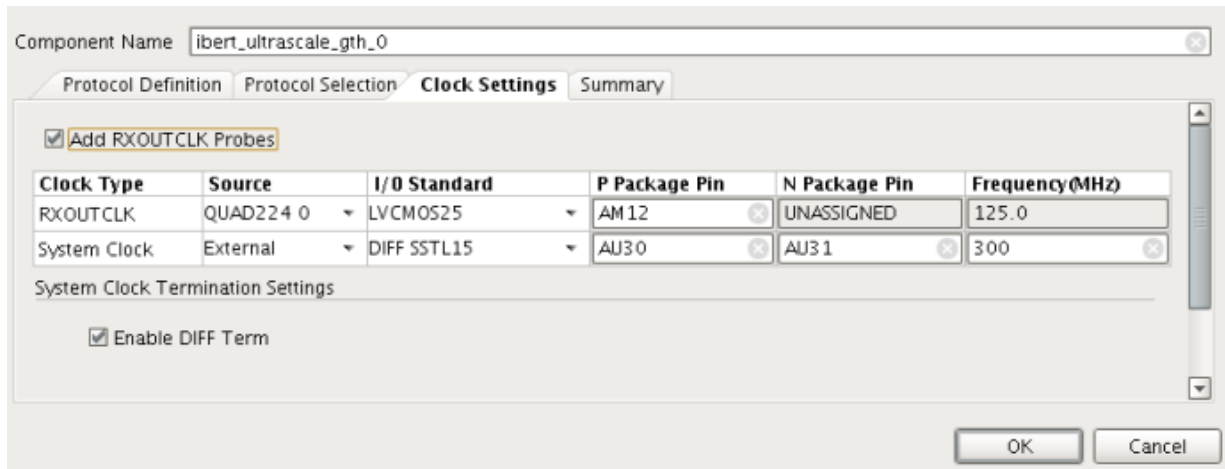 Component Name ibert_ultrascale_gth_0
Protocol Definition Protocol Selection Clock Settings Summary
Add RXOUTCLK Probes
Clock Type Source I/0 Standard P Package Pin N Package Pin Frequency(MHz)
RXOUTCLK QUAD224 0 LVCMOS25 AM12 UNASSIGNED 125.0
System Clock External DIFF SSTL15 AU30 AU31 300
System Clock Termination Settings
Enable DIFF Term
OK Cancel